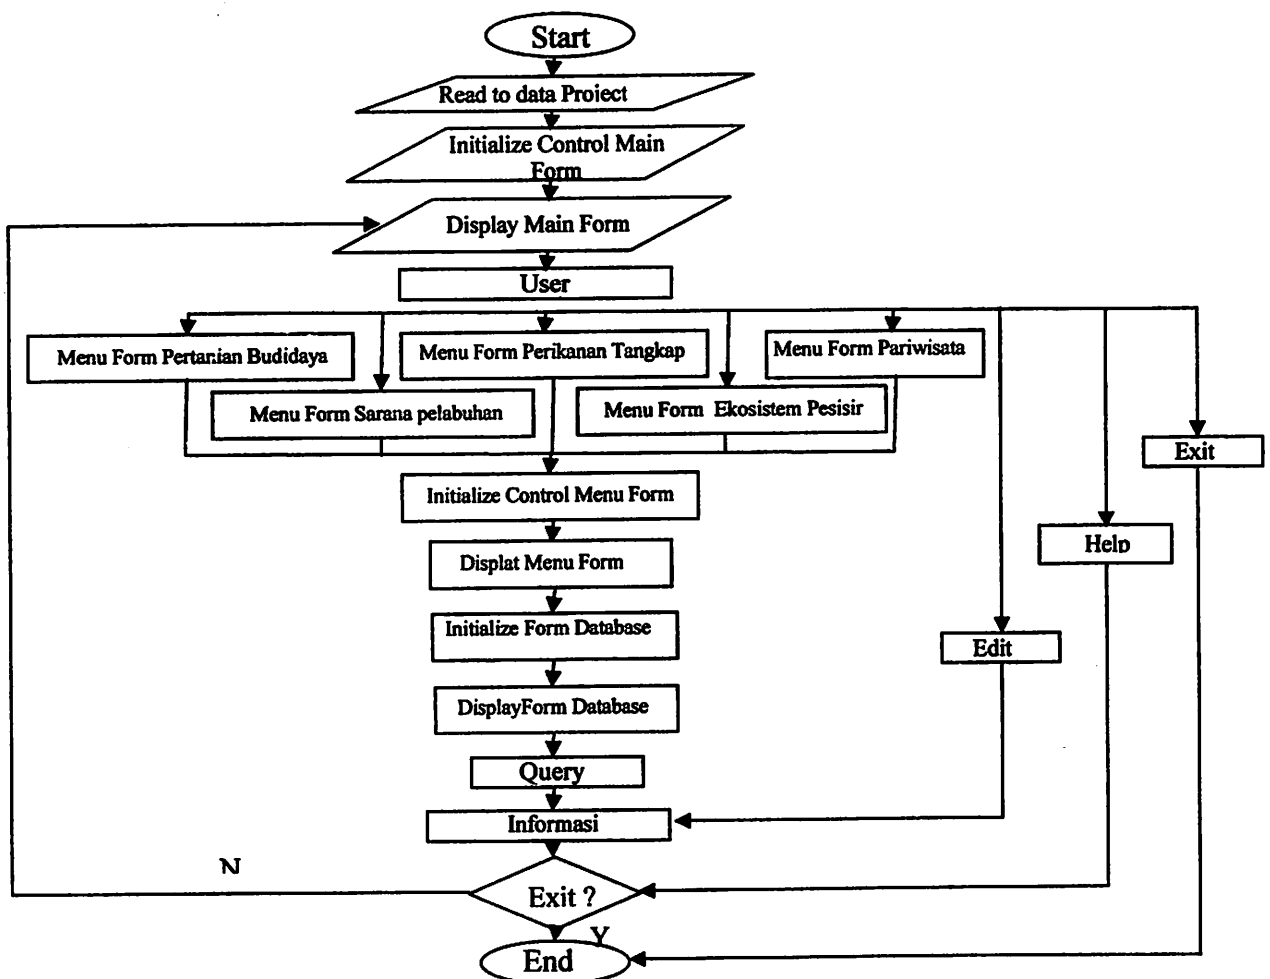 Start
Read to data Project
Initialize Control Main
Form
Display Main Form
User
Menu Form Pertanian Budidaya
Menu Form Perikanan Tangkap
Menu Form Pariwisata
Menu Form Sarana pelabuhan
Menu Form Ekosistem Pesisir
Exit
Initialize Control Menu Form
Help
Displat Menu Form
Initialize Form Database
Edit
DisplayForm Database
Query
Informasi
N
Exit ?
Y
End